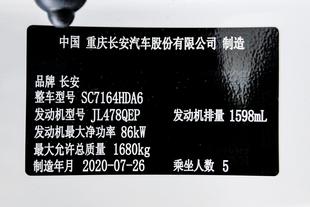 中国 重庆长安汽车股份有限公司 制造
品牌 长安
整车型号 SC7164HDA6
发动机型号 JL478QEP 发动机排量 1598mL
发动机最大净功率 86kW
最大允许总质量 1680kg
制造年月 2020-07-26 乘坐人数 5